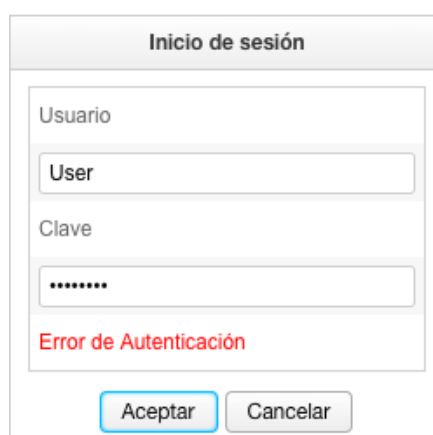 Inicio de sesión
Usuario
User
Clave
••••••••
Error de Autenticación
Aceptar Cancelar